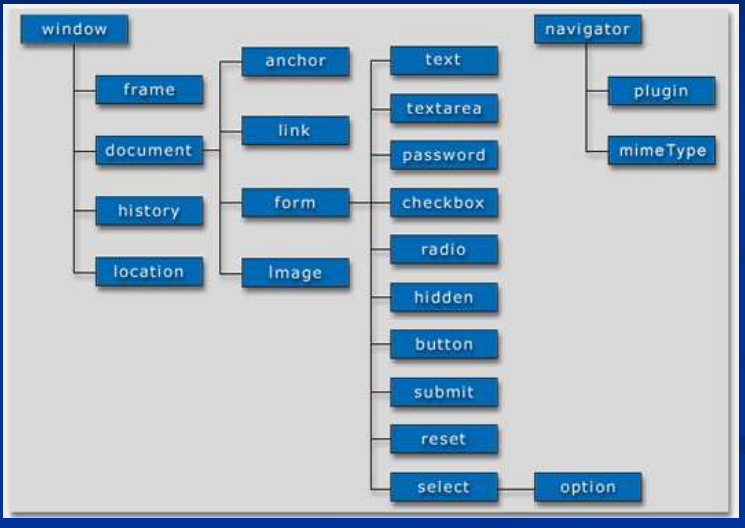 window
frame
document
history
location
anchor
link
form
Image
text
textarea
password
checkbox
radio
hidden
button
submit
reset
select
option
navigator
plugin
mimeType